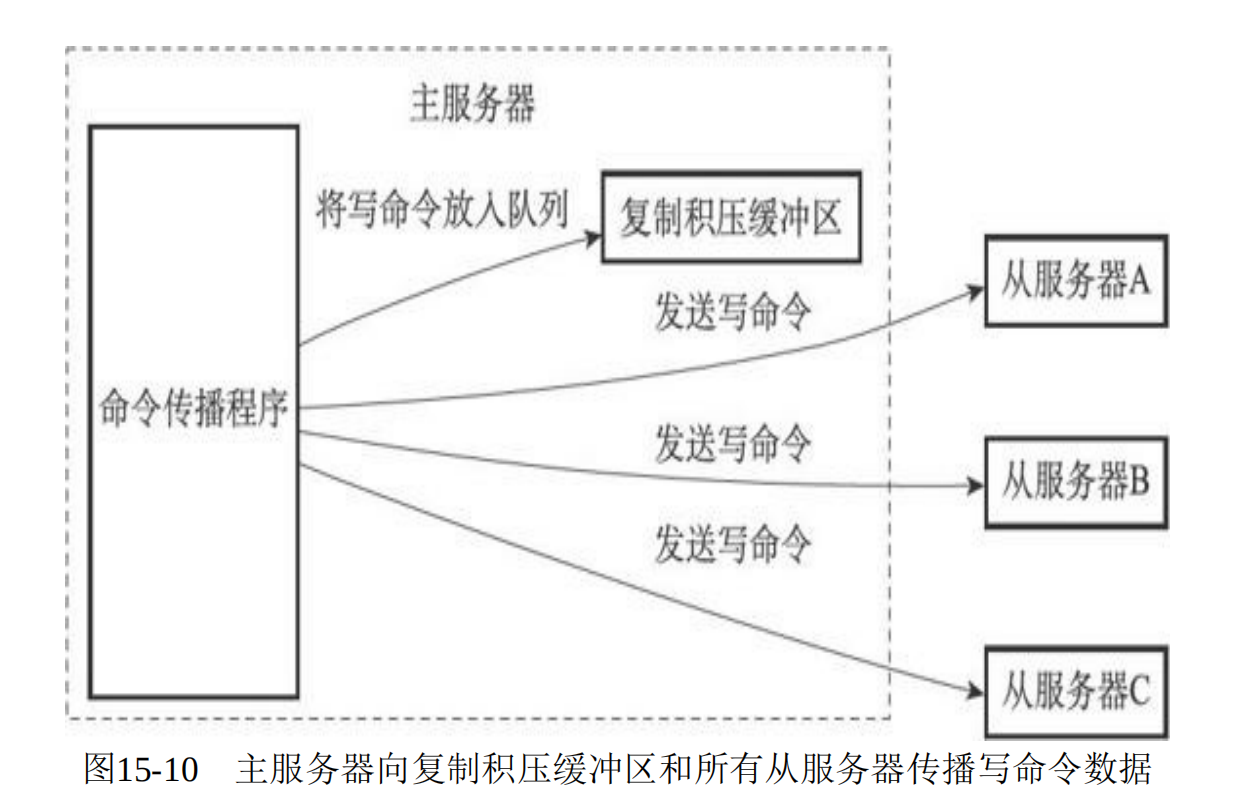 主服务器
将写命令放入队列
复制积压缓冲区
发送写命令
从服务器A
命令传播程序
发送写命令
从服务器B
发送写命令
从服务器C
图15-10 主服务器向复制积压缓冲区和所有从服务器传播写命令数据